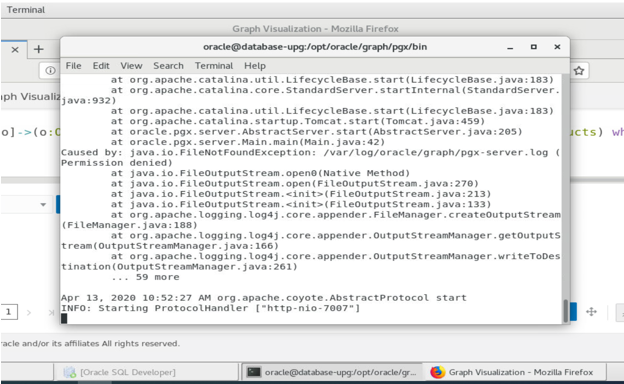 Terminal
Graph Visualization - Mozilla Firefox
oracle@database-upg:/opt/oracle/graph/pgx/bin
File Edit View Search Terminal Help
at org.apache.catalina.util.LifecycleBase.start(LifecycleBase.java:183)
at org.apache.catalina.core.StandardServer.startInternal(StandardServer.
java:932)
at org.apache.catalina.util.LifecycleBase.start(LifecycleBase.java:183)
at org.apache.catalina.startup.Tomcat.start(Tomcat.java:459)
at oracle.pgx.server.AbstractServer.start(AbstractServer.java:205)
at oracle.pgx.server.Main.main(Main.java:42)
Caused by: java.io.FileNotFoundException: /var/log/oracle/graph/pgx-server.log (
Permission denied)
at java.io.FileOutputStream.open0(Native Method)
at java.io.FileOutputStream.open(FileOutputStream.java:270)
at java.io.FileOutputStream.<init>(FileOutputStream.java:213)
at java.io.FileOutputStream.<init>(FileOutputStream.java:133)
at org.apache.logging.log4j.core.appender.FileManager.createOutputStream
(FileManager.java:188)
at org.apache.logging.log4j.core.appender.OutputStreamManager.getOutputS
tream(OutputStreamManager.java:166)
at org.apache.logging.log4j.core.appender.OutputStreamManager.writeToDes
tination(OutputStreamManager.java:261)
... 59 more
Apr 13, 2020 10:52:27 AM org.apache.coyote.AbstractProtocol start
INFO: Starting ProtocolHandler ["http-nio-7007"]
aph Visualiz
o]->(o:O
ucts) wh
1
racle and/or its affiliates All rights reserved.
[Oracle SQL Developer]
oracle@database-upg:/opt/oracle/gr...
Graph Visualization - Mozilla Firefox